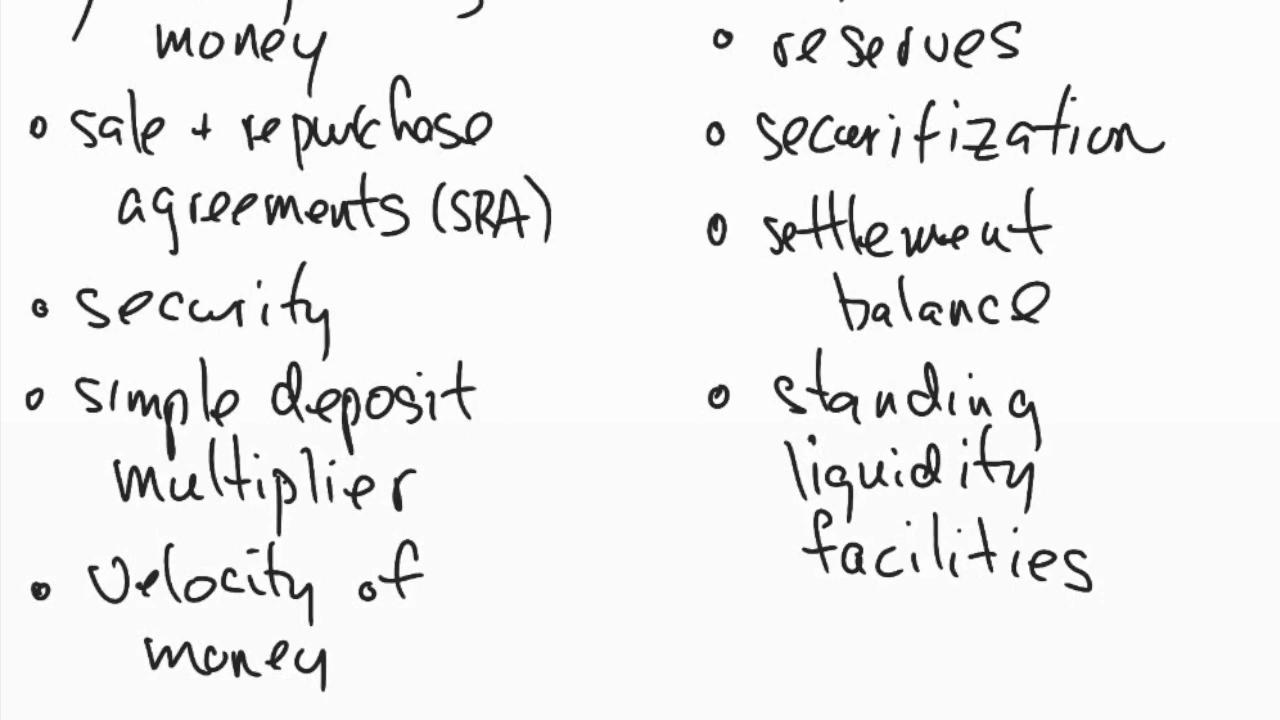 money
• sale + repurchase
agreements (SRA)
• security
• simple deposit
multiplier
• velocity of
money
• reserves
• securitization
• settlement
balance
• standing
liquidity
facilities